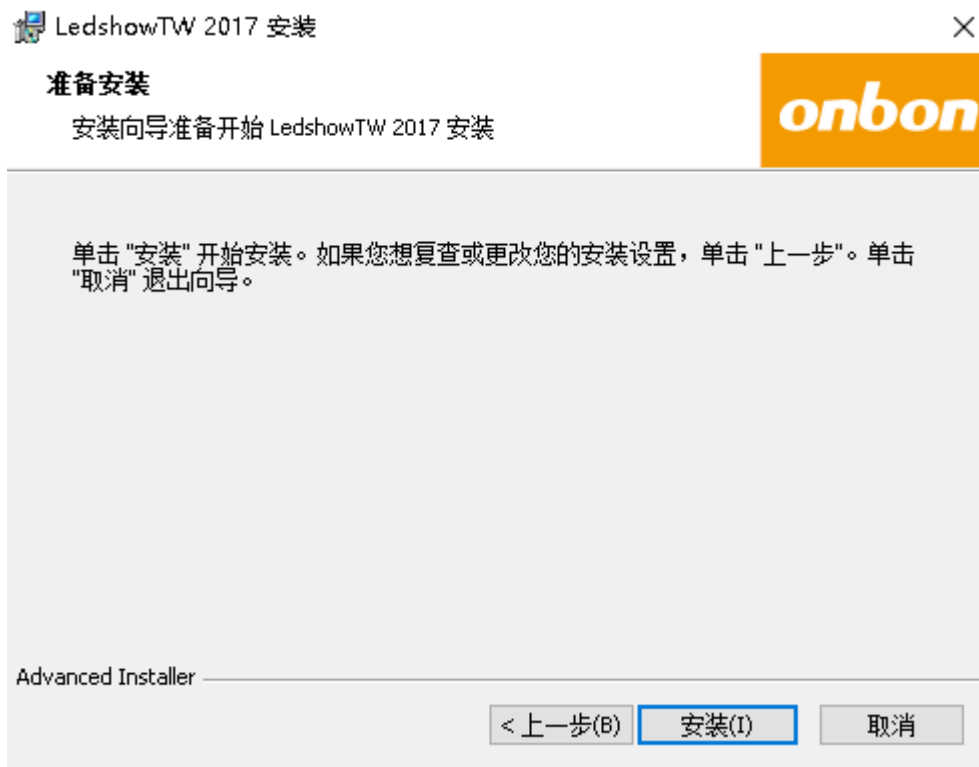 LedshowTW 2017 安装
准备安装
安装向导准备开始 LedshowTW 2017 安装
onbon
单击 "安装" 开始安装。如果您想复查或更改您的安装设置，单击 "上一步"。单击
"取消" 退出向导。
Advanced Installer
< 上一步(B)
安装(I)
取消